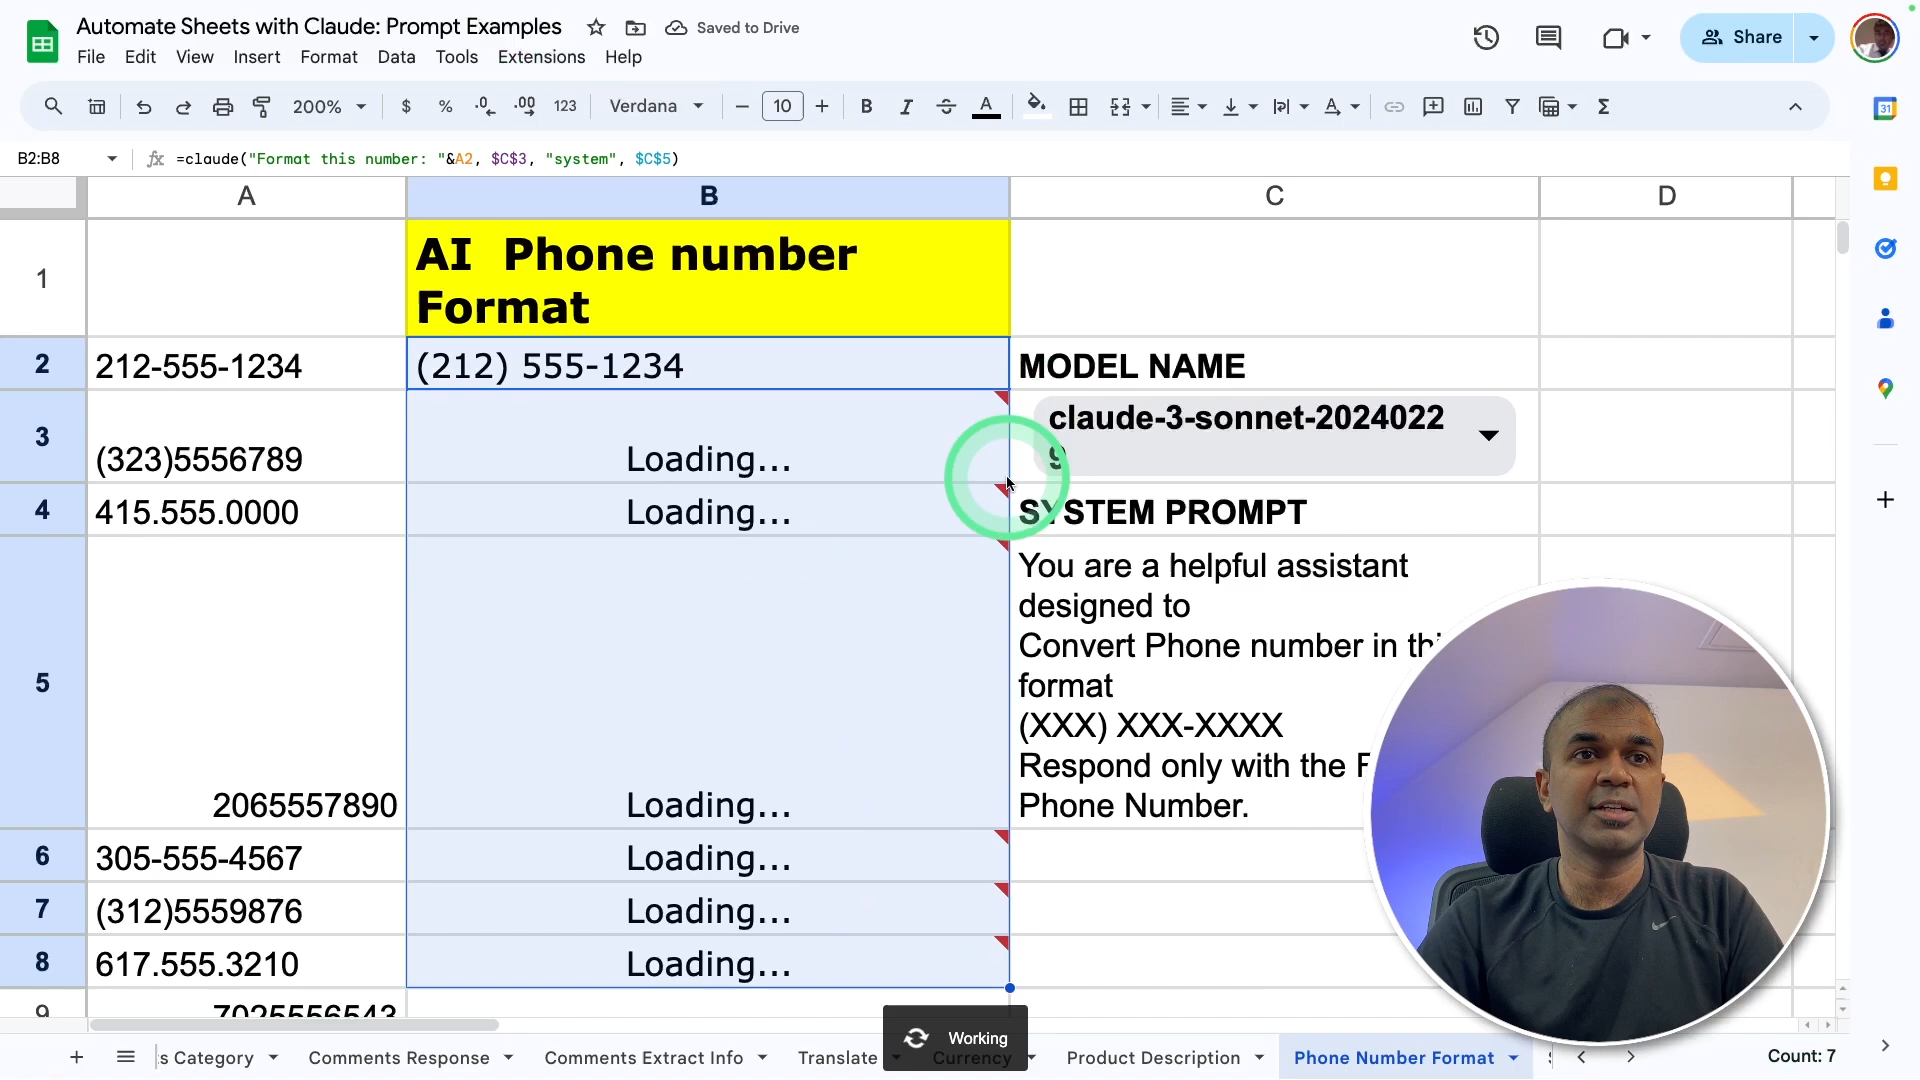 Automate Sheets with Claude: Prompt Examples
Saved to Drive
File Edit View Insert Format Data Tools Extensions Help
Share
200%
$ % .0 .00 123
Verdana
10
B I A
31
B2:B8
fx =claude("Format this number: "&A2, $C$3, "system", $C$5)
A B C D
1
AI Phone number
Format
2 212-555-1234 (212) 555-1234 MODEL NAME
claude-3-sonnet-2024022
9
3 (323)5556789 Loading...
4 415.555.0000 Loading... SYSTEM PROMPT
You are a helpful assistant
designed to
Convert Phone number in
format
(XXX) XXX-XXXX
Respond only with the
Phone Number.
5 2065557890 Loading...
6 305-555-4567 Loading...
7 (312)5559876 Loading...
8 617.555.3210 Loading...
9 7025556543
Working
s Category Comments Response Comments Extract Info Translate Currency Product Description Phone Number Format
Count: 7